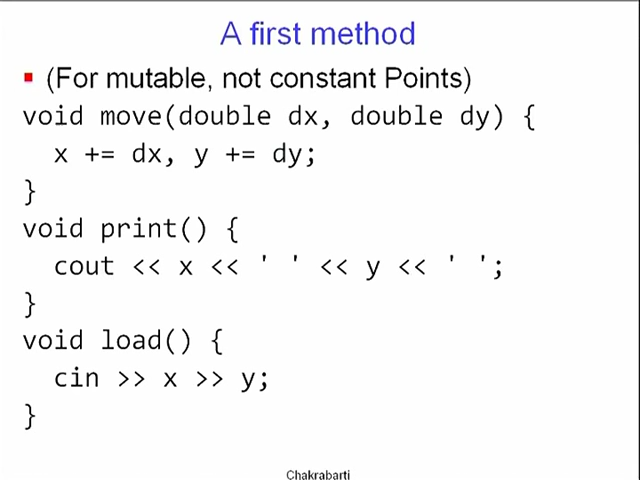 A first method
(For mutable, not constant Points)
void move(double dx, double dy) {
  x += dx, y += dy;
}
void print() {
  cout << x << ' ' << y << ' ';
}
void load() {
  cin >> x >> y;
}
Chakrabarti